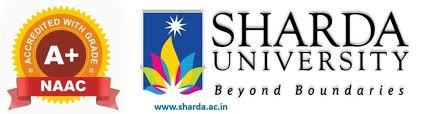 ACCREDITED WITH GRADE
A+
NAAC
SHARDA
UNIVERSITY
Beyond Boundaries
www.sharda.ac.in